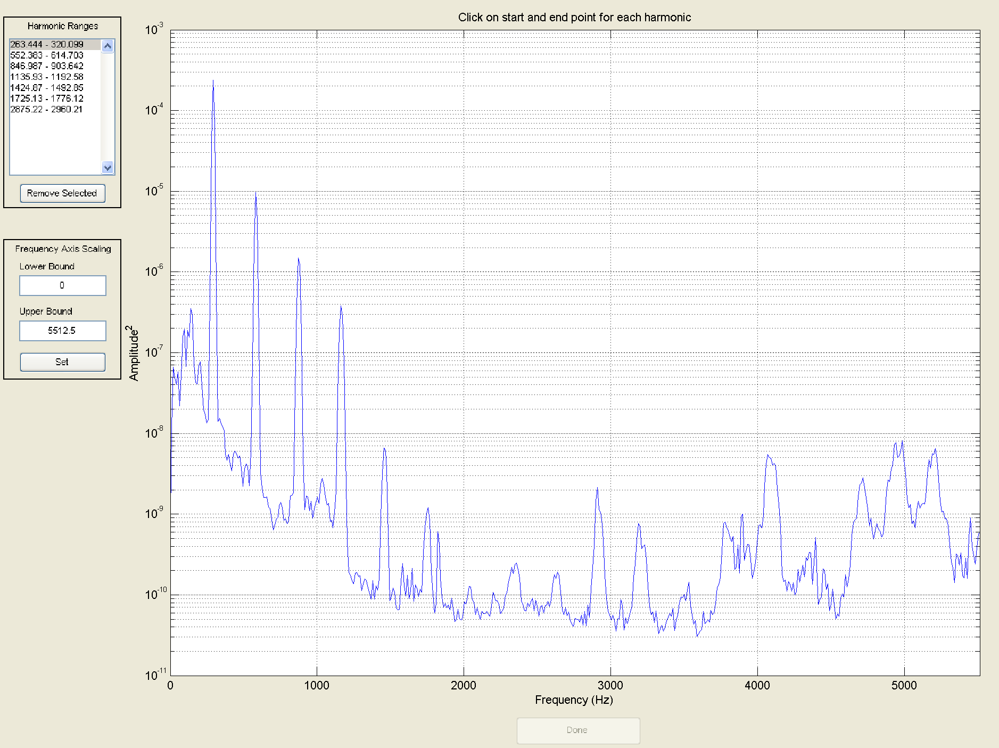 Harmonic Ranges
263.444 - 320.099
552.383 - 614.703
846.987 - 903.642
1135.93 - 1192.58
1424.87 - 1492.85
1725.13 - 1776.12
2875.22 - 2960.21
Remove Selected
Frequency Axis Scaling
Lower Bound
0
Upper Bound
5512.5
Set
Click on start and end point for each harmonic
10^-3
10^-4
10^-5
10^-6
10^-7
10^-8
10^-9
10^-10
10^-11
Amplitude^2
0 1000 2000 3000 4000 5000
Frequency (Hz)
Done